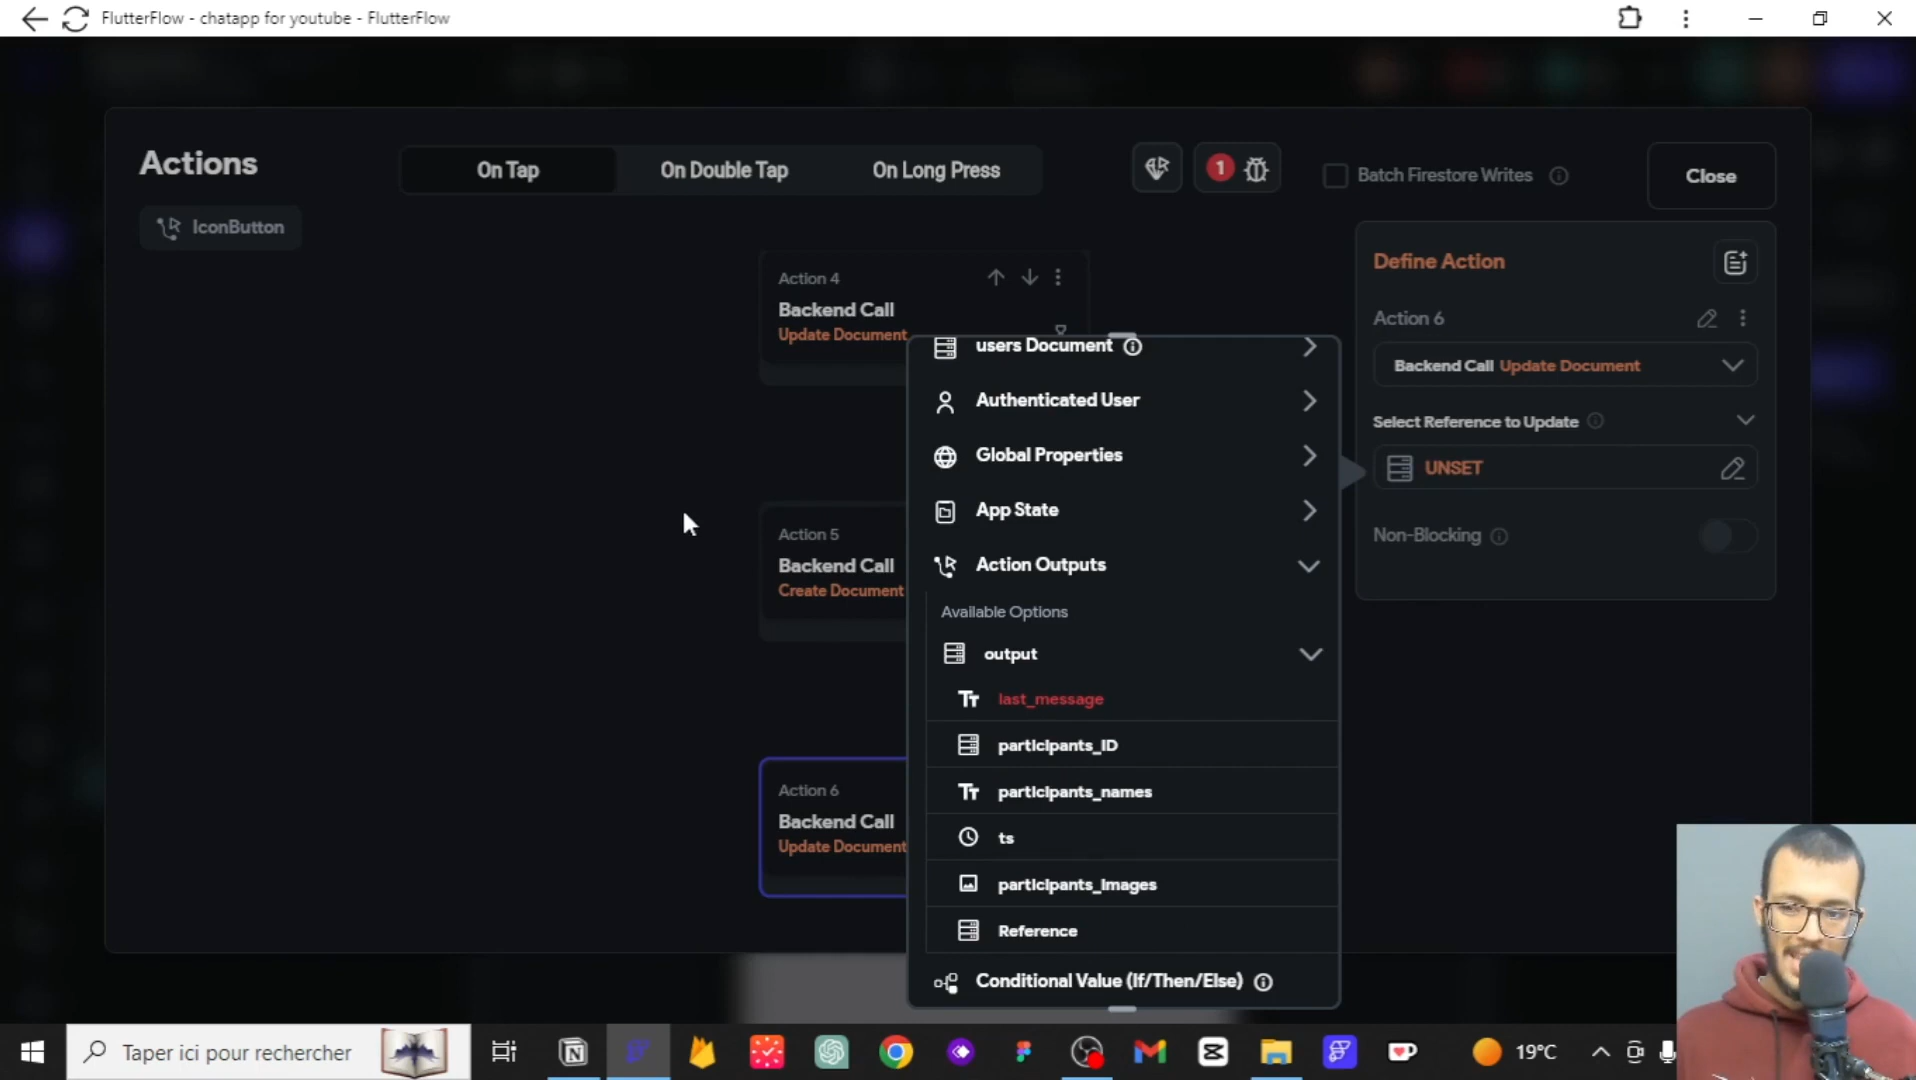 FlutterFlow - chatapp for youtube - FlutterFlow
Actions
On Tap
On Double Tap
On Long Press
1
Batch Firestore Writes
Close
IconButton
Action 4
Backend Call
Update Document
Action 5
Backend Call
Create Document
Action 6
Backend Call
Update Document
users Document
Authenticated User
Global Properties
App State
Action Outputs
Available Options
output
last_message
participants_ID
participants_names
ts
participants_images
Reference
Conditional Value (If/Then/Else)
Define Action
Action 6
Backend Call Update Document
Select Reference to Update
UNSET
Non-Blocking
Taper ici pour rechercher
19°C